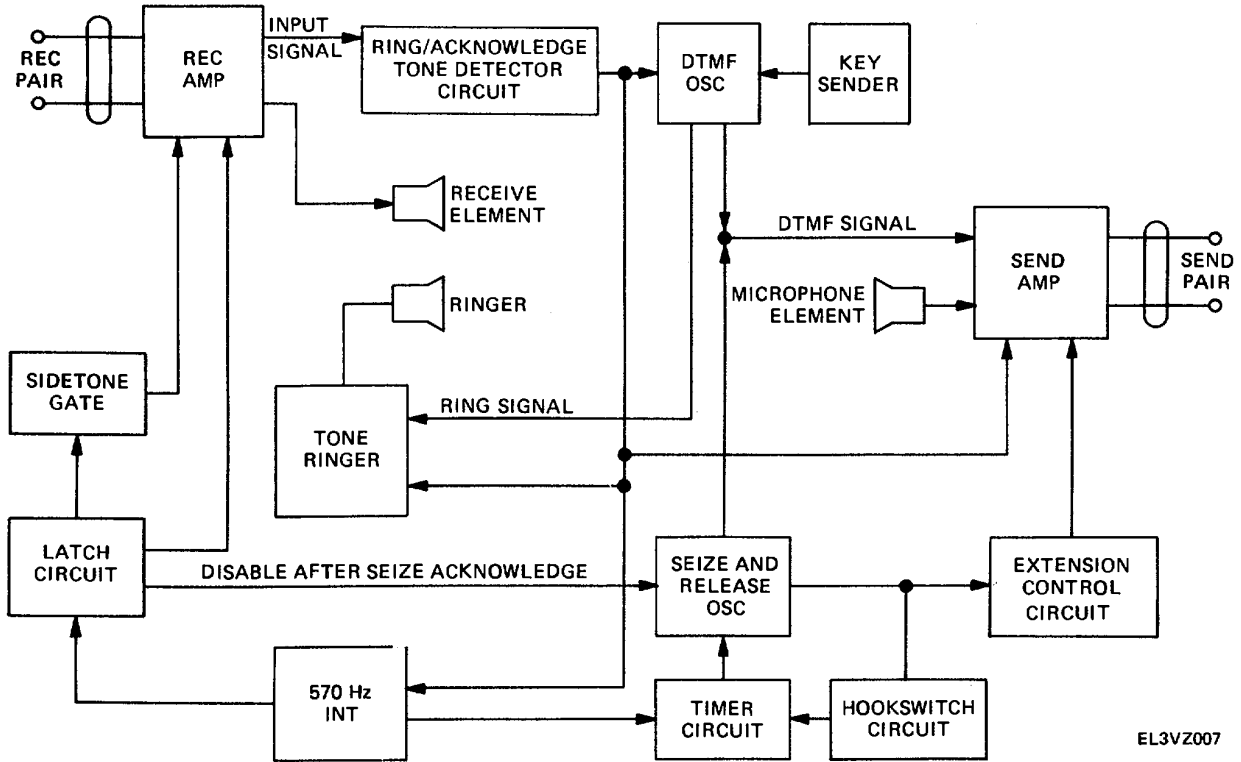 REC
PAIR
REC
AMP
INPUT
SIGNAL
RING/ACKNOWLEDGE
TONE DETECTOR
CIRCUIT
DTMF
OSC
KEY
SENDER
RECEIVE
ELEMENT
DTMF SIGNAL
SEND
AMP
SEND
PAIR
MICROPHONE
ELEMENT
RINGER
SIDETONE
GATE
RING SIGNAL
TONE
RINGER
LATCH
CIRCUIT
DISABLE AFTER SEIZE ACKNOWLEDGE
SEIZE AND
RELEASE
OSC
EXTENSION
CONTROL
CIRCUIT
570 Hz
INT
TIMER
CIRCUIT
HOOKSWITCH
CIRCUIT
EL3VZ007